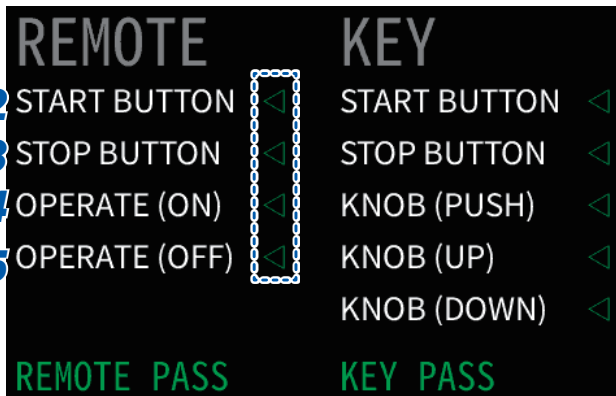 REMOTE
2 START BUTTON ◁
3 STOP BUTTON ◁
4 OPERATE (ON) ◁
5 OPERATE (OFF) ◁
REMOTE PASS
KEY
START BUTTON ◁
STOP BUTTON ◁
KNOB (PUSH) ◁
KNOB (UP) ◁
KNOB (DOWN) ◁
KEY PASS